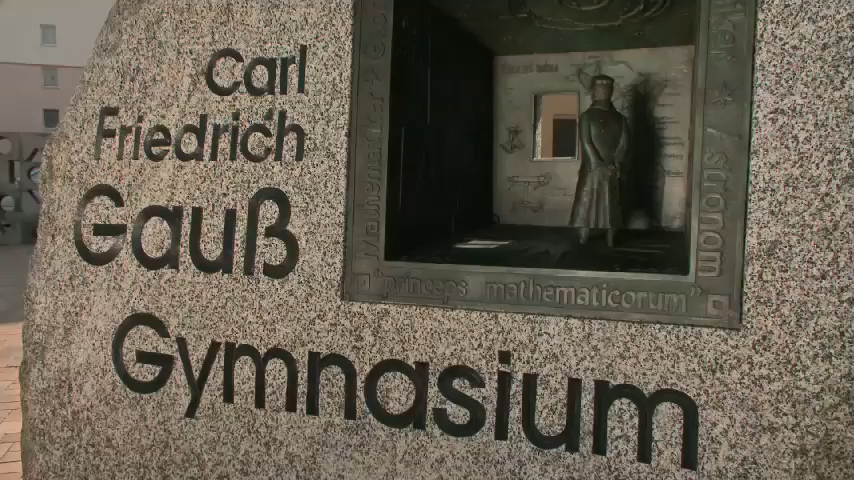 Carl
Friedrich
Gauß
Gymnasium
Mathematiker
Astronom
"princeps mathematicorum"